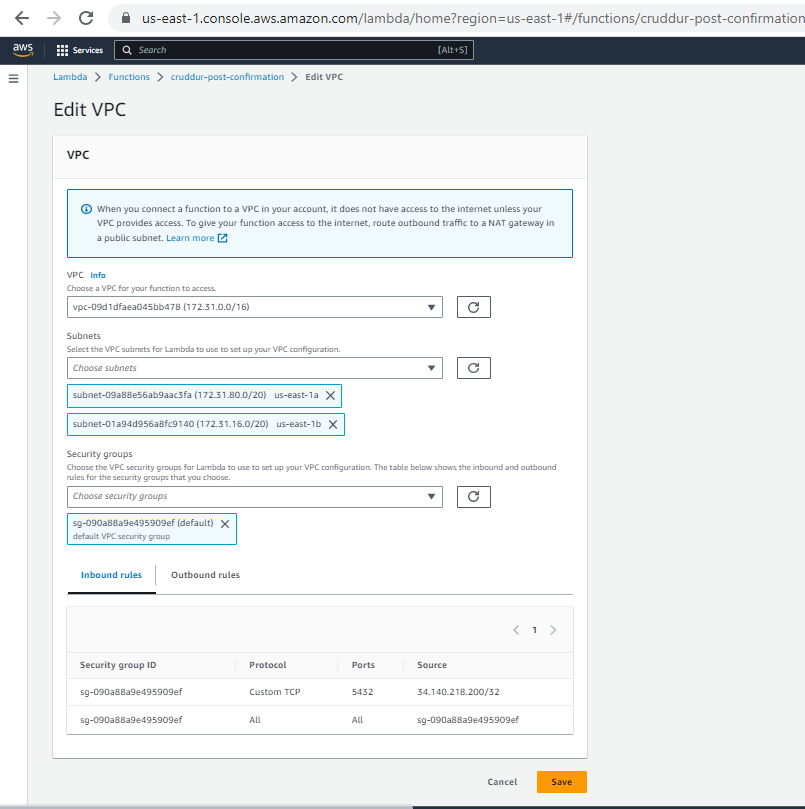 us-east-1.console.aws.amazon.com/lambda/home?region=us-east-1#/functions/cruddur-post-confirmation
aws Services Search [Alt+S]
Lambda > Functions > cruddur-post-confirmation > Edit VPC
Edit VPC
VPC
When you connect a function to a VPC in your account, it does not have access to the internet unless your
VPC provides access. To give your function access to the internet, route outbound traffic to a NAT gateway in
a public subnet. Learn more
VPC Info
Choose a VPC for your function to access.
vpc-09d1dfaea045bb478 (172.31.0.0/16)
Subnets
Select the VPC subnets for Lambda to use to set up your VPC configuration.
Choose subnets
subnet-09a88e56ab9aac3fa (172.31.80.0/20) us-east-1a
subnet-01a94d956a8fc9140 (172.31.16.0/20) us-east-1b
Security groups
Choose the VPC security groups for Lambda to use to set up your VPC configuration. The table below shows the inbound and outbound
rules for the security groups that you choose.
Choose security groups
sg-090a88a9e495909ef (default)
default VPC security group
Inbound rules Outbound rules
< 1 >
Security group ID Protocol Ports Source
sg-090a88a9e495909ef Custom TCP 5432 34.140.218.200/32
sg-090a88a9e495909ef All All sg-090a88a9e495909ef
Cancel Save